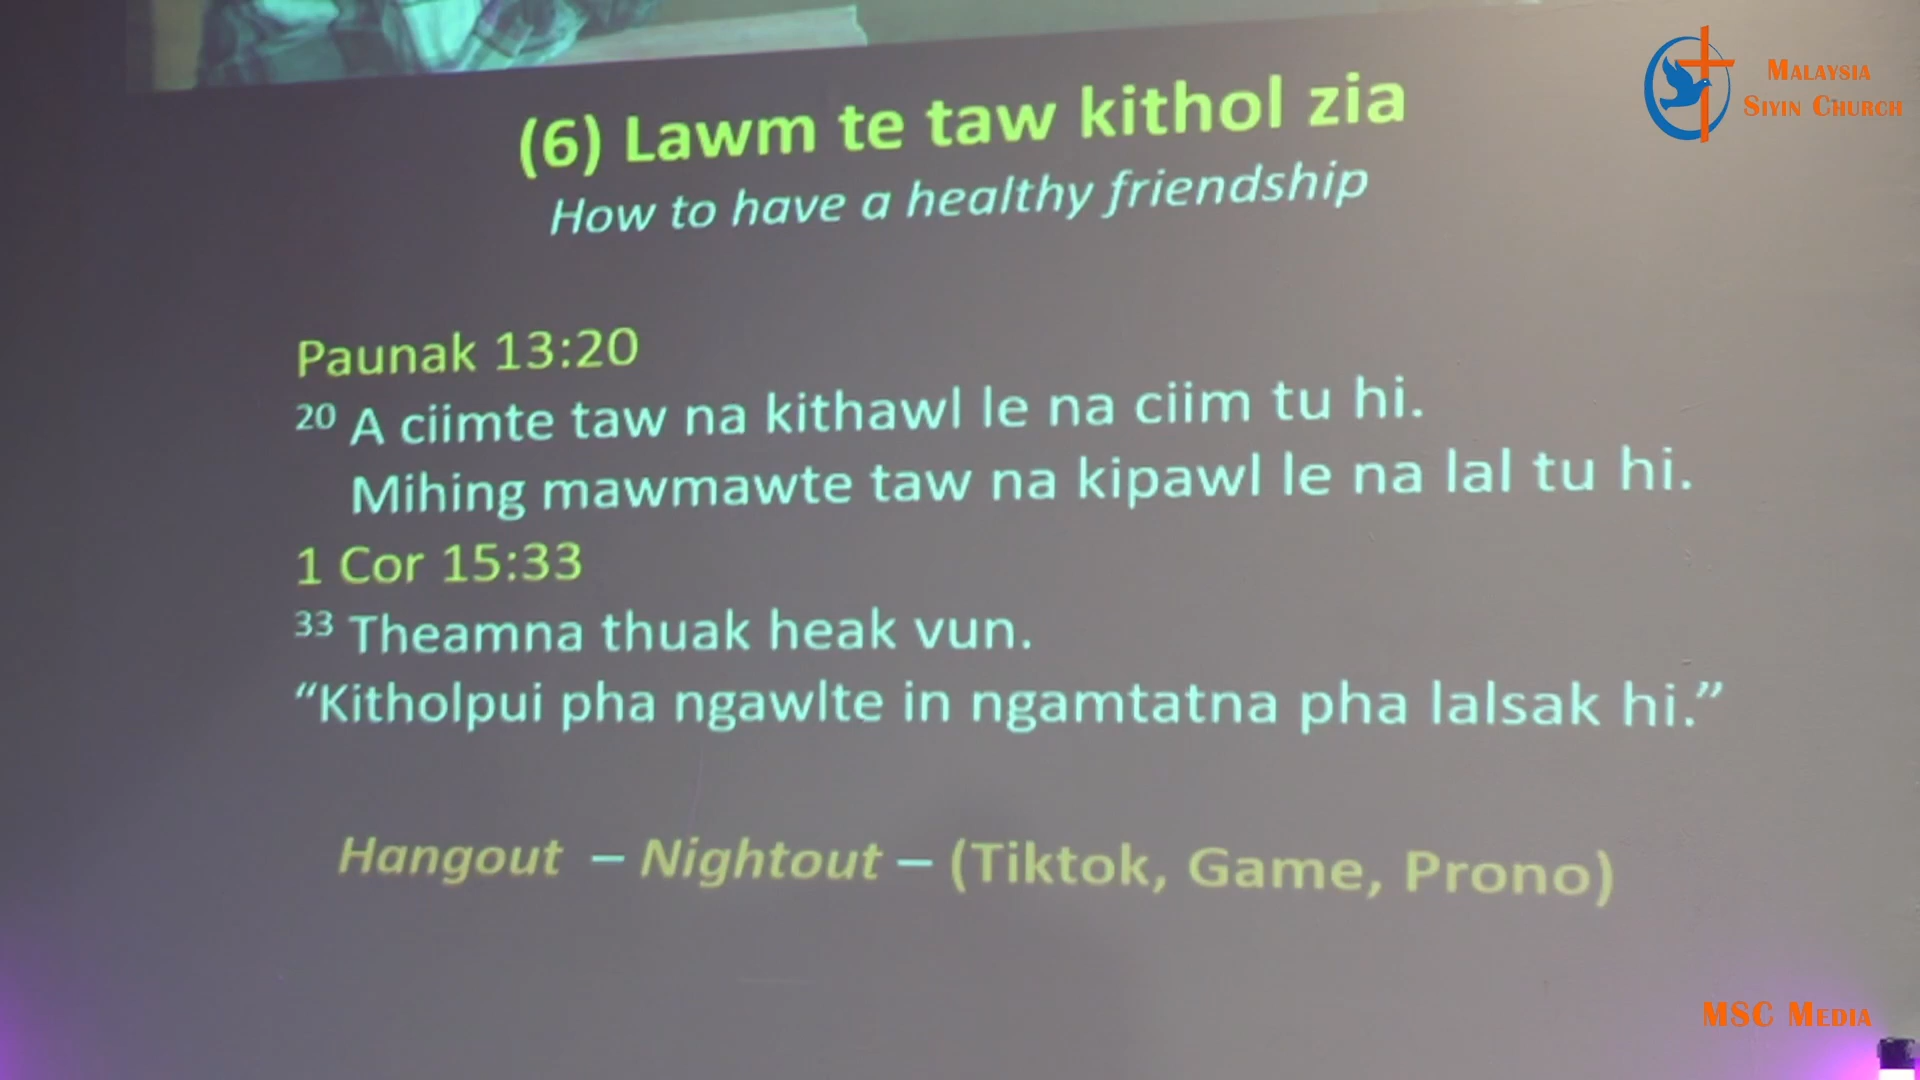 (6) Lawm te taw kithol zia
How to have a healthy friendship
Paunak 13:20
20 A ciimte taw na kithawl le na ciim tu hi.
Mihing mawmawte taw na kipawl le na lal tu hi.
1 Cor 15:33
33 Theamna thuak heak vun.
“Kitholpui pha ngawlte in ngamtatna pha lalsak hi.”
Hangout – Nightout – (Tiktok, Game, Prono)
Malaysia
Siyin Church
MSC Media